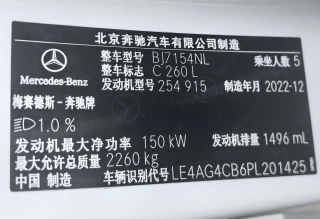 北京奔驰汽车有限公司制造
整车型号 BJ7154NL 乘坐人数 5
整车标志 C 260 L
Mercedes-Benz 发动机型号 254 915 制造年月 2022-12
梅赛德斯-奔驰牌
1.0 %
发动机最大净功率 150 kW 发动机排量 1496 mL
最大允许总质量 2260 kg
中国 制造 车辆识别代号 LE4AG4CB6PL201425